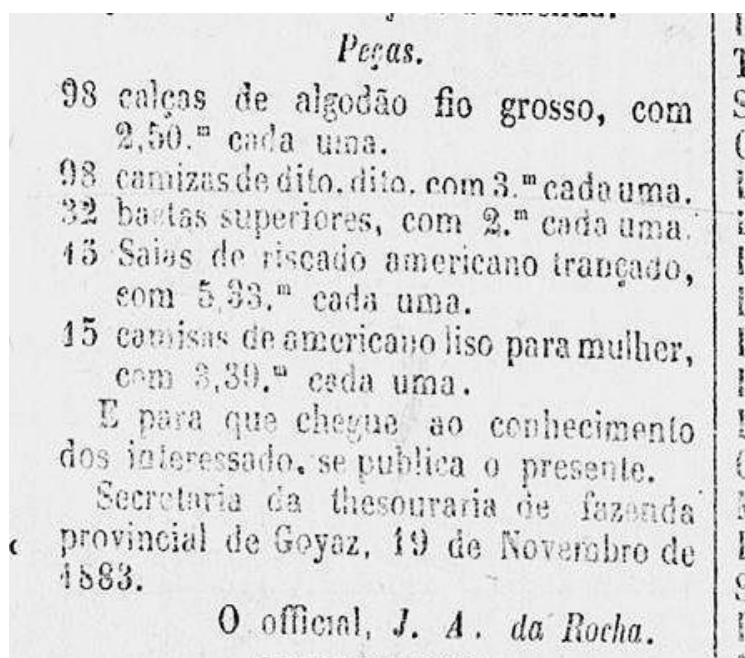 Peças.
98 calças de algodão fio grosso, com
2,50.m cada uma.
98 camizas de dito, dito, com 3.m cada uma.
32 baetas superiores, com 2.m cada uma.
15 Saias de riscado americano trançado,
com 5,33.m cada uma.
15 camisas de americano liso para mulher,
com 3,39.m cada uma.
E para que chegue ao conhecimento
dos interessado, se publica o presente.
Secretaria da thesouraria de fazenda
provincial de Goyaz, 19 de Novembro de
1883.
O official, J. A. da Rocha.